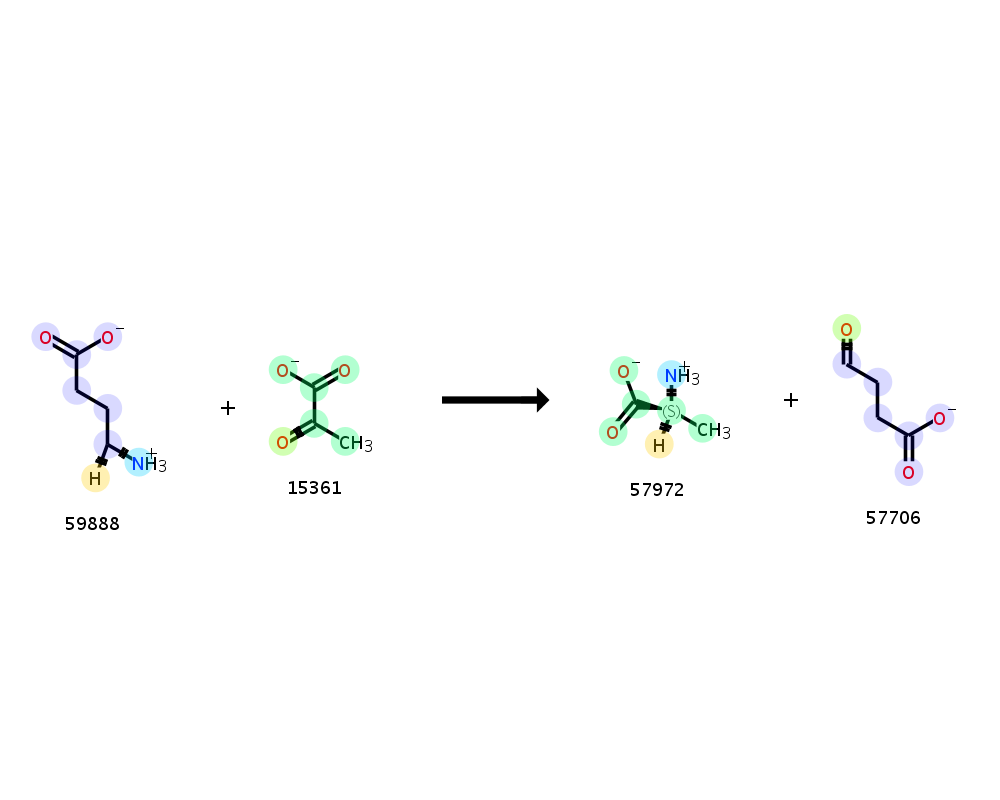 O O⁻
H NH₃⁺
59888
+
O⁻ O
O CH₃
15361
O⁻ NH₃⁺
S
O H CH₃
57972
+
O
O⁻
O
57706